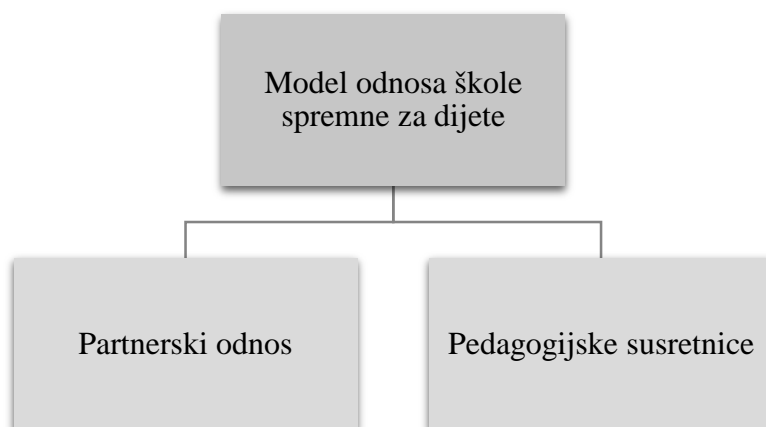 Model odnosa škole
spremne za dijete
Partnerski odnos
Pedagogijske susretnice